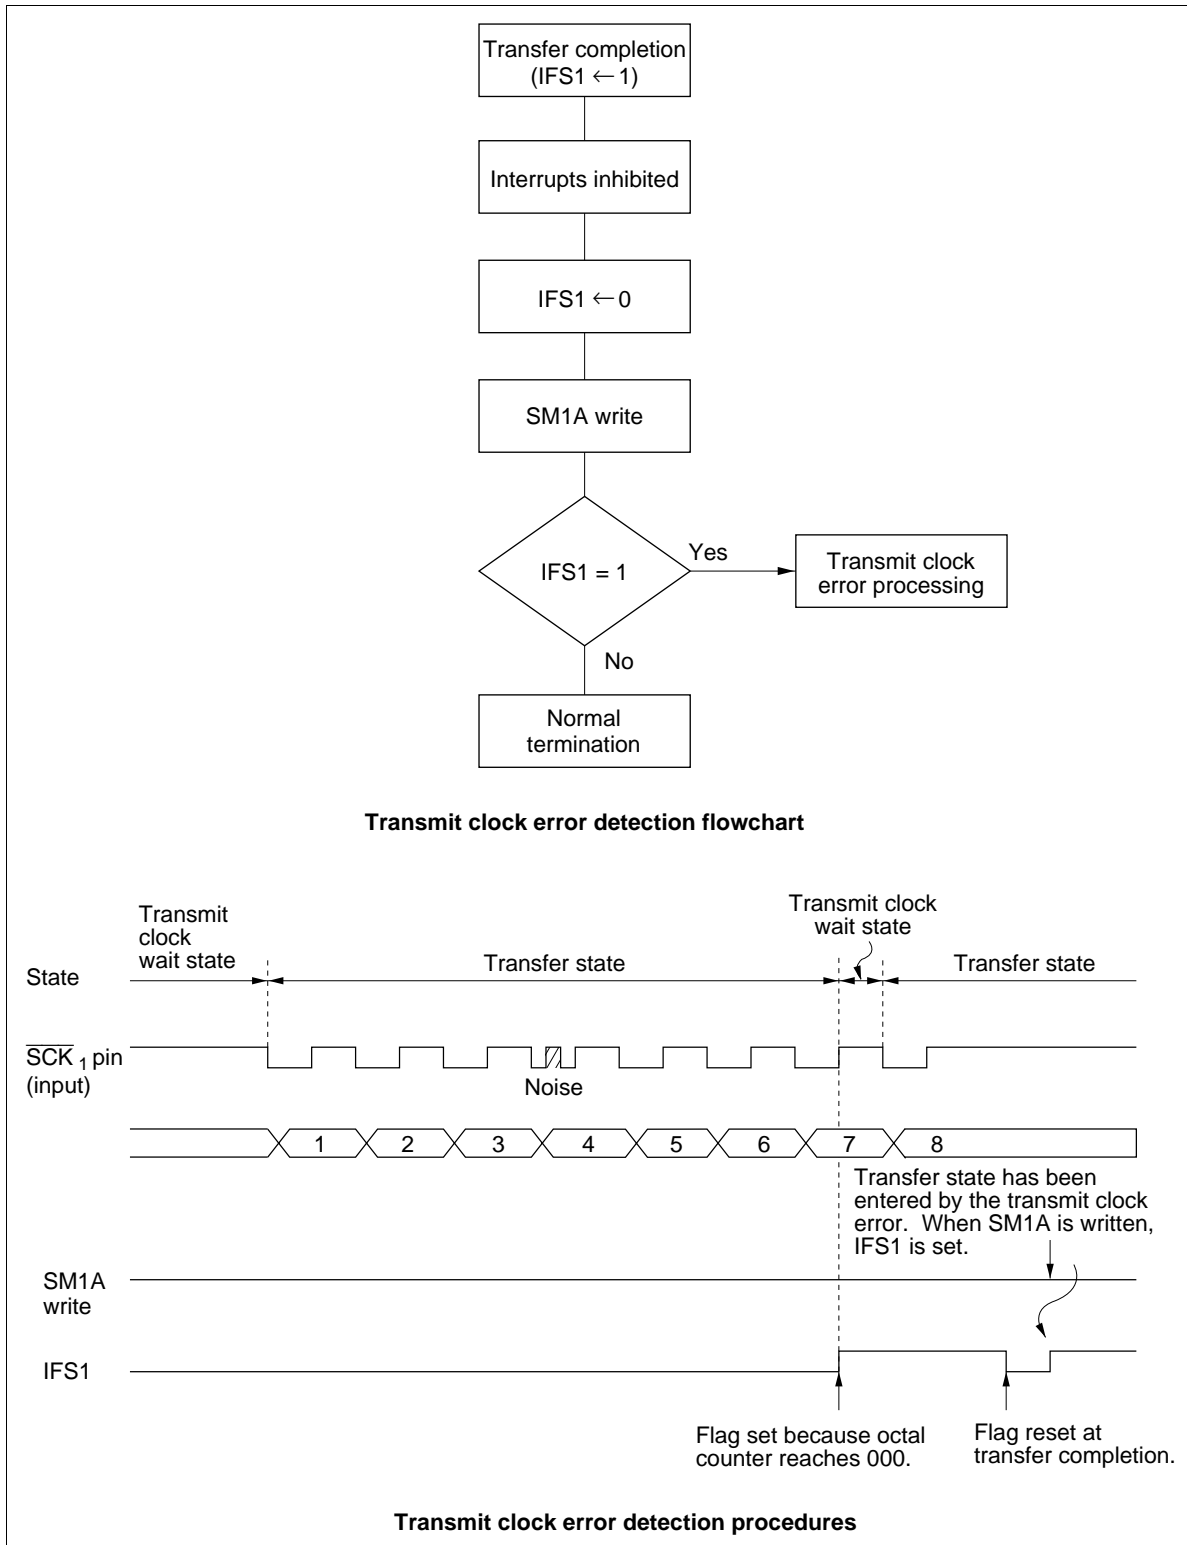 Transfer completion
(IFS1 ← 1)
Interrupts inhibited
IFS1 ← 0
SM1A write
IFS1 = 1
Yes
Transmit clock
error processing
No
Normal
termination
Transmit clock error detection flowchart
Transmit
clock
wait state
Transmit clock
wait state
State
Transfer state
Transfer state
S̅C̅K̅ ₁ pin
(input)
Noise
1 2 3 4 5 6 7 8
Transfer state has been
entered by the transmit clock
error. When SM1A is written,
IFS1 is set.
SM1A
write
IFS1
Flag set because octal
counter reaches 000.
Flag reset at
transfer completion.
Transmit clock error detection procedures